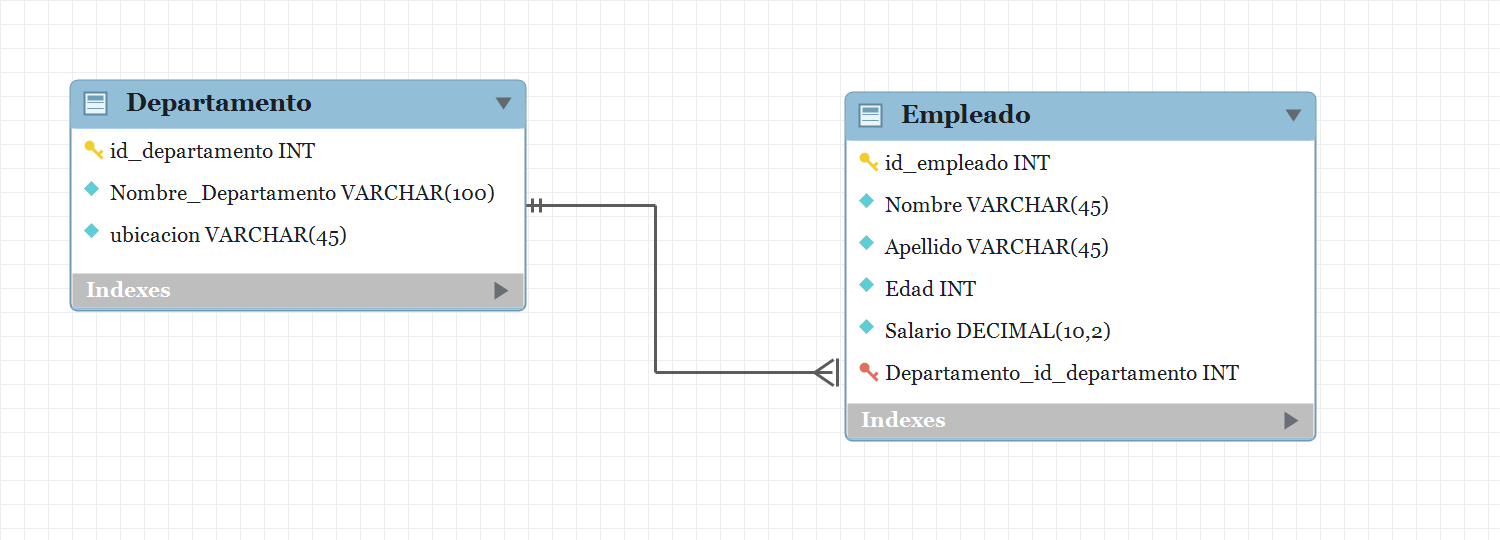 Departamento
id_departamento INT
Nombre_Departamento VARCHAR(100)
ubicacion VARCHAR(45)
Indexes
Empleado
id_empleado INT
Nombre VARCHAR(45)
Apellido VARCHAR(45)
Edad INT
Salario DECIMAL(10,2)
Departamento_id_departamento INT
Indexes